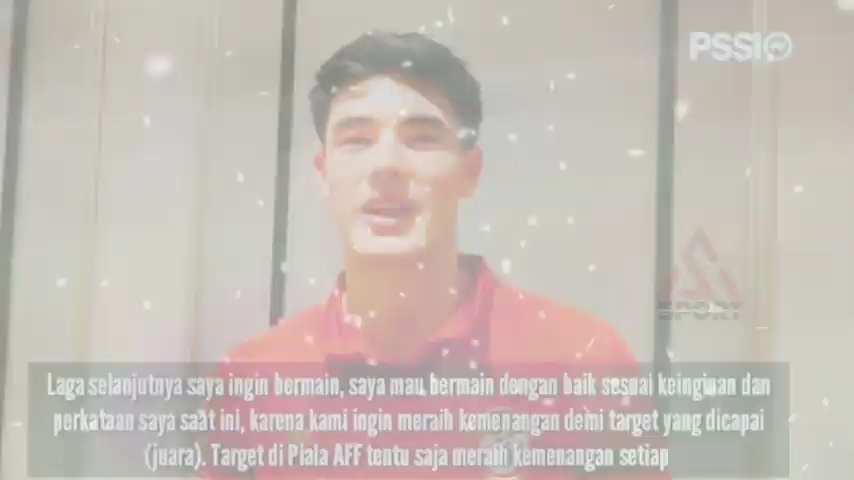 PSSI
SPORT
Laga selanjutnya saya ingin bermain, saya mau bermain dengan baik sesuai keinginan dan
perkataan saya saat ini, karena kami ingin meraih kemenangan demi target yang dicapai
(juara). Target di Piala AFF tentu saja meraih kemenangan setiap